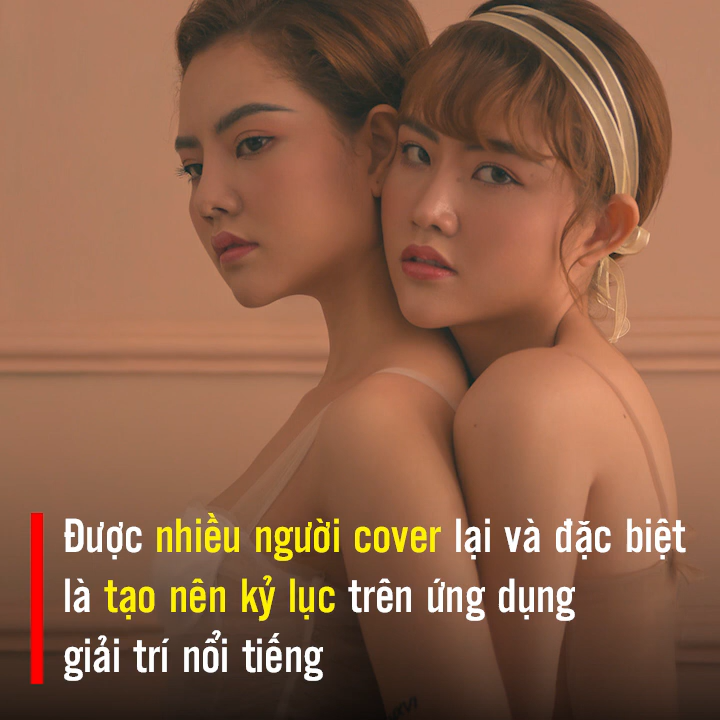 Được nhiều người cover lại và đặc biệt
là tạo nên kỷ lục trên ứng dụng
giải trí nổi tiếng